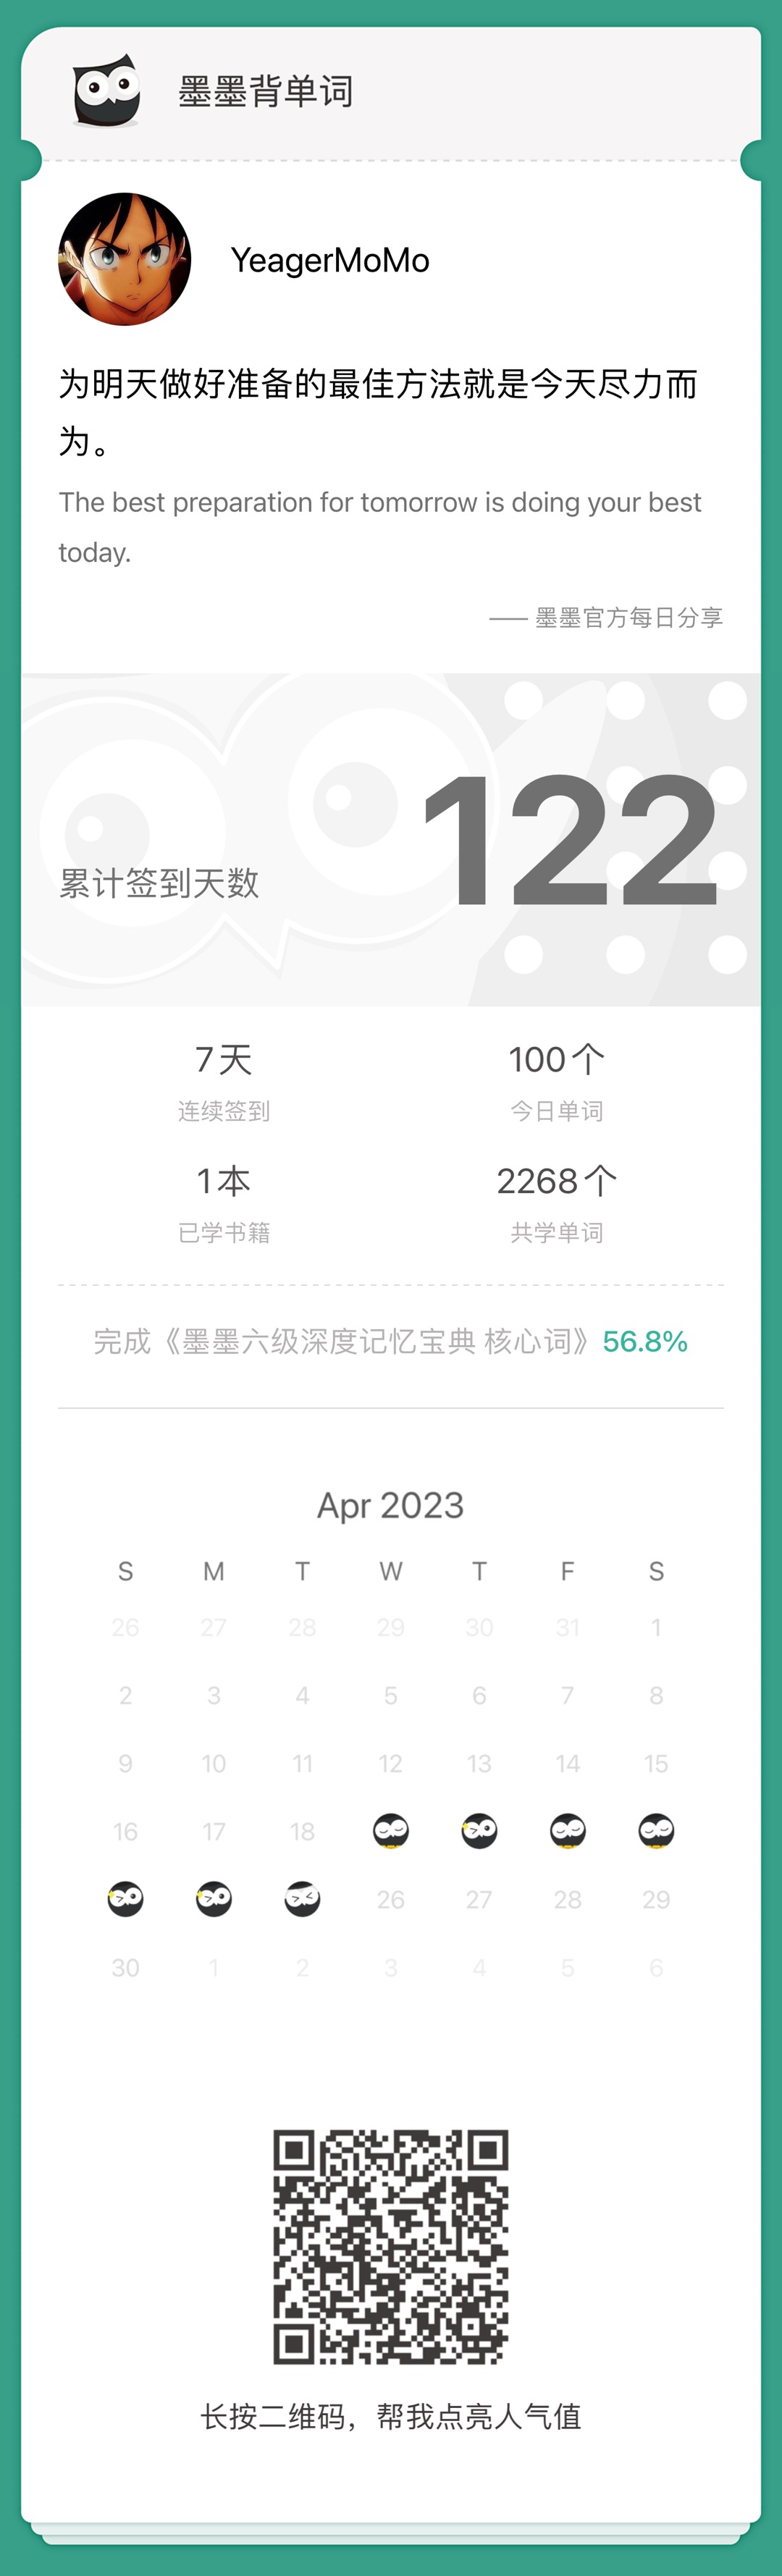 墨墨背单词
YeagerMoMo
为明天做好准备的最佳方法就是今天尽力而
为。
The best preparation for tomorrow is doing your best
today.
—— 墨墨官方每日分享
累计签到天数
122
7天 100个
连续签到 今日单词
1本 2268个
已学书籍 共学单词
完成《墨墨六级深度记忆宝典 核心词》56.8%
Apr 2023
S M T W T F S
26 27 28 29 30 31 1
2 3 4 5 6 7 8
9 10 11 12 13 14 15
16 17 18
26 27 28 29
30 1 2 3 4 5 6
长按二维码，帮我点亮人气值